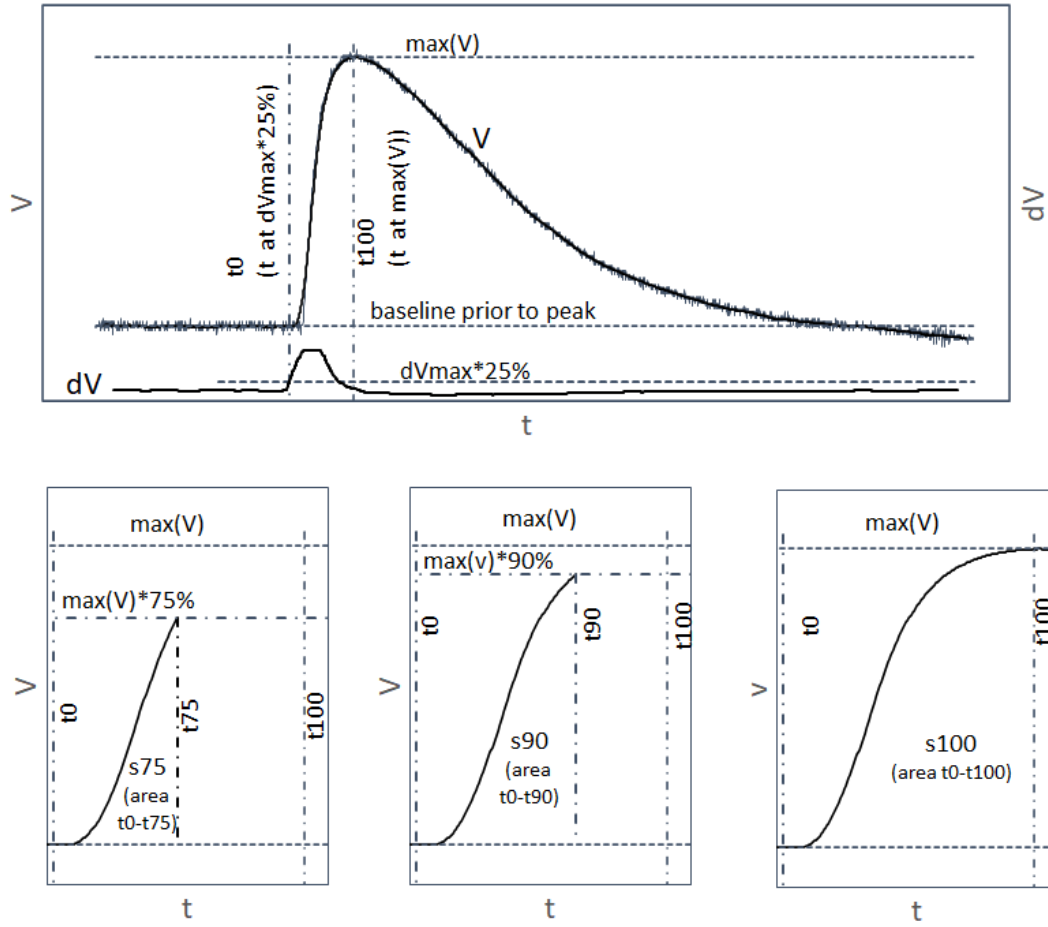 max(V)
V
t0
(t at dVmax*25%)
t100
(t at max(V))
V
dV
baseline prior to peak
dVmax*25%
dV
t
max(V)
max(V)*75%
t0
t75
t100
V
s75
(area
t0-t75)
t
max(V)
max(v)*90%
t0
t90
t100
V
s90
(area
t0-t90)
t
max(V)
t0
t100
v
s100
(area t0-t100)
t